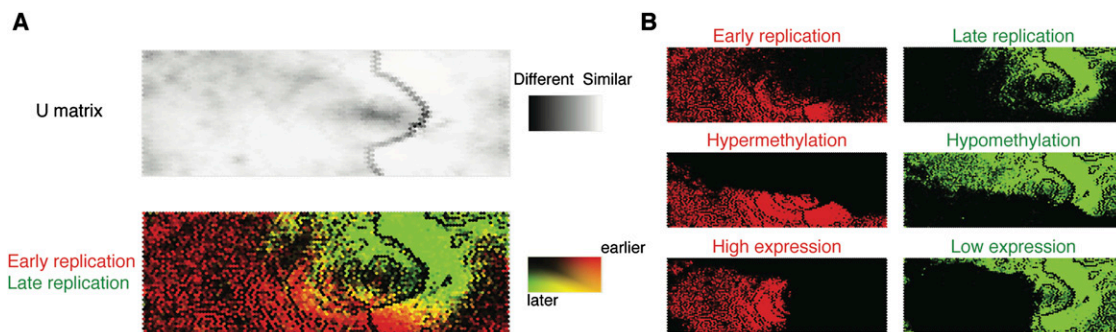 A
U matrix
Different Similar
Early replication
Late replication
earlier
later
B
Early replication
Late replication
Hypermethylation
Hypomethylation
High expression
Low expression